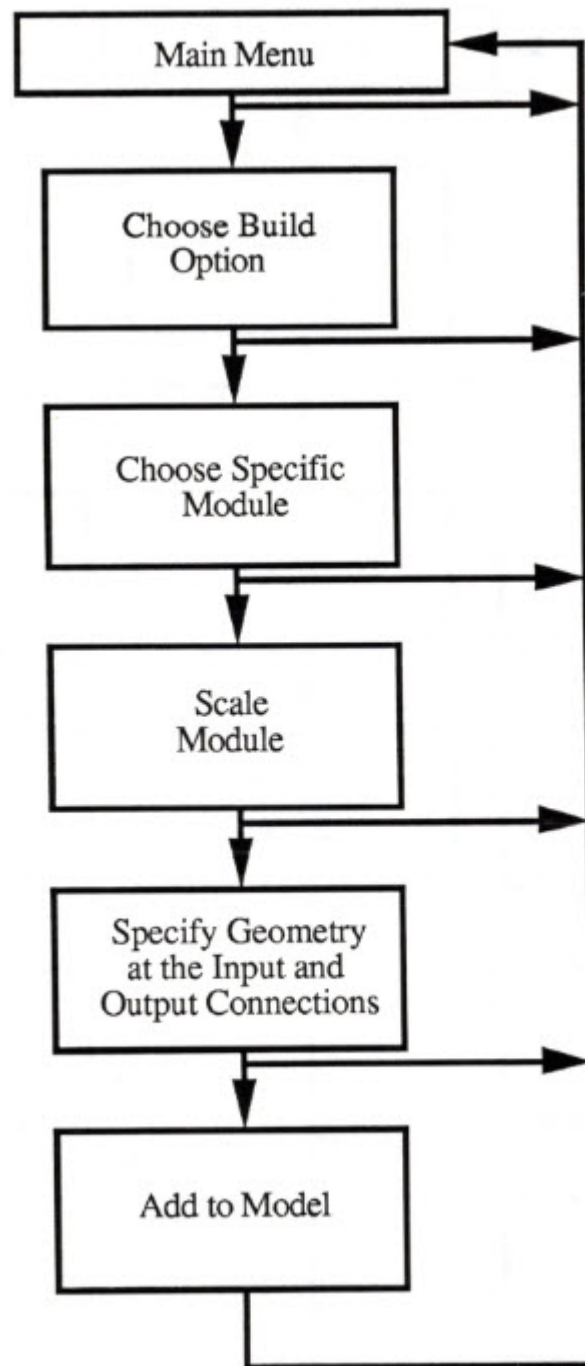 Main Menu
Choose Build
Option
Choose Specific
Module
Scale
Module
Specify Geometry
at the Input and
Output Connections
Add to Model